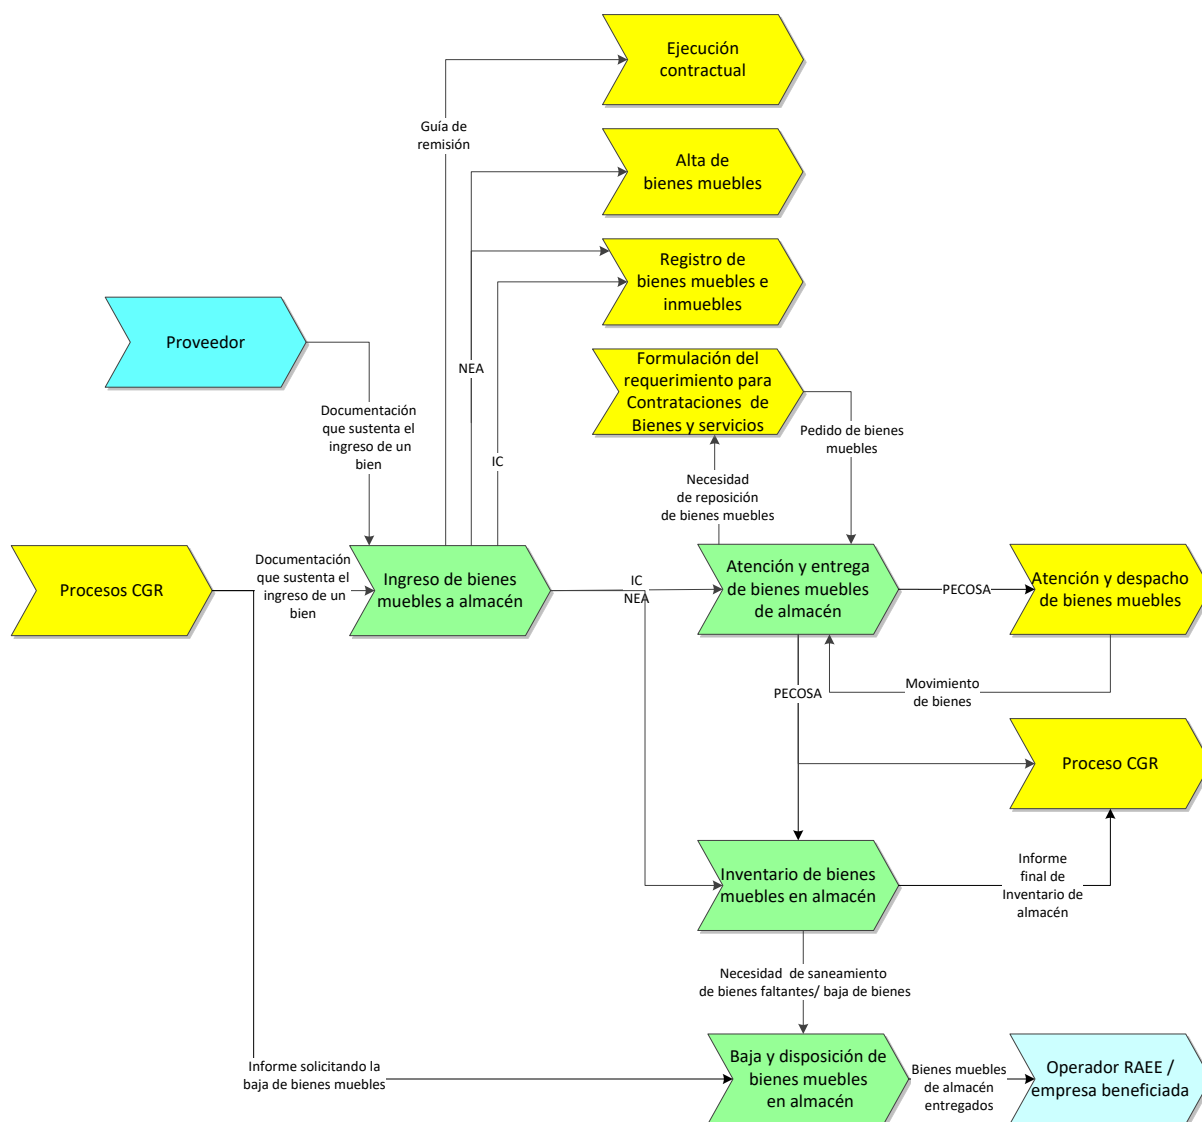 Ejecución
contractual
Guía de
remisión
Alta de
bienes muebles
Registro de
bienes muebles e
inmuebles
Proveedor
NEA
Formulación del
requerimiento para
Contrataciones de
Bienes y servicios
Documentación
que sustenta el
ingreso de un
bien
IC
Pedido de bienes
muebles
Necesidad
de reposición
de bienes muebles
Procesos CGR
Documentación
que sustenta el
ingreso de un
bien
Ingreso de bienes
muebles a almacén
IC
NEA
Atención y entrega
de bienes muebles
de almacén
PECOSA
Atención y despacho
de bienes muebles
PECOSA
Movimiento
de bienes
Proceso CGR
Inventario de bienes
muebles en almacén
Informe
final de
Inventario de
almacén
Necesidad de saneamiento
de bienes faltantes/ baja de bienes
Informe solicitando la
baja de bienes muebles
Baja y disposición de
bienes muebles
en almacén
Bienes muebles
de almacén
entregados
Operador RAEE /
empresa beneficiada